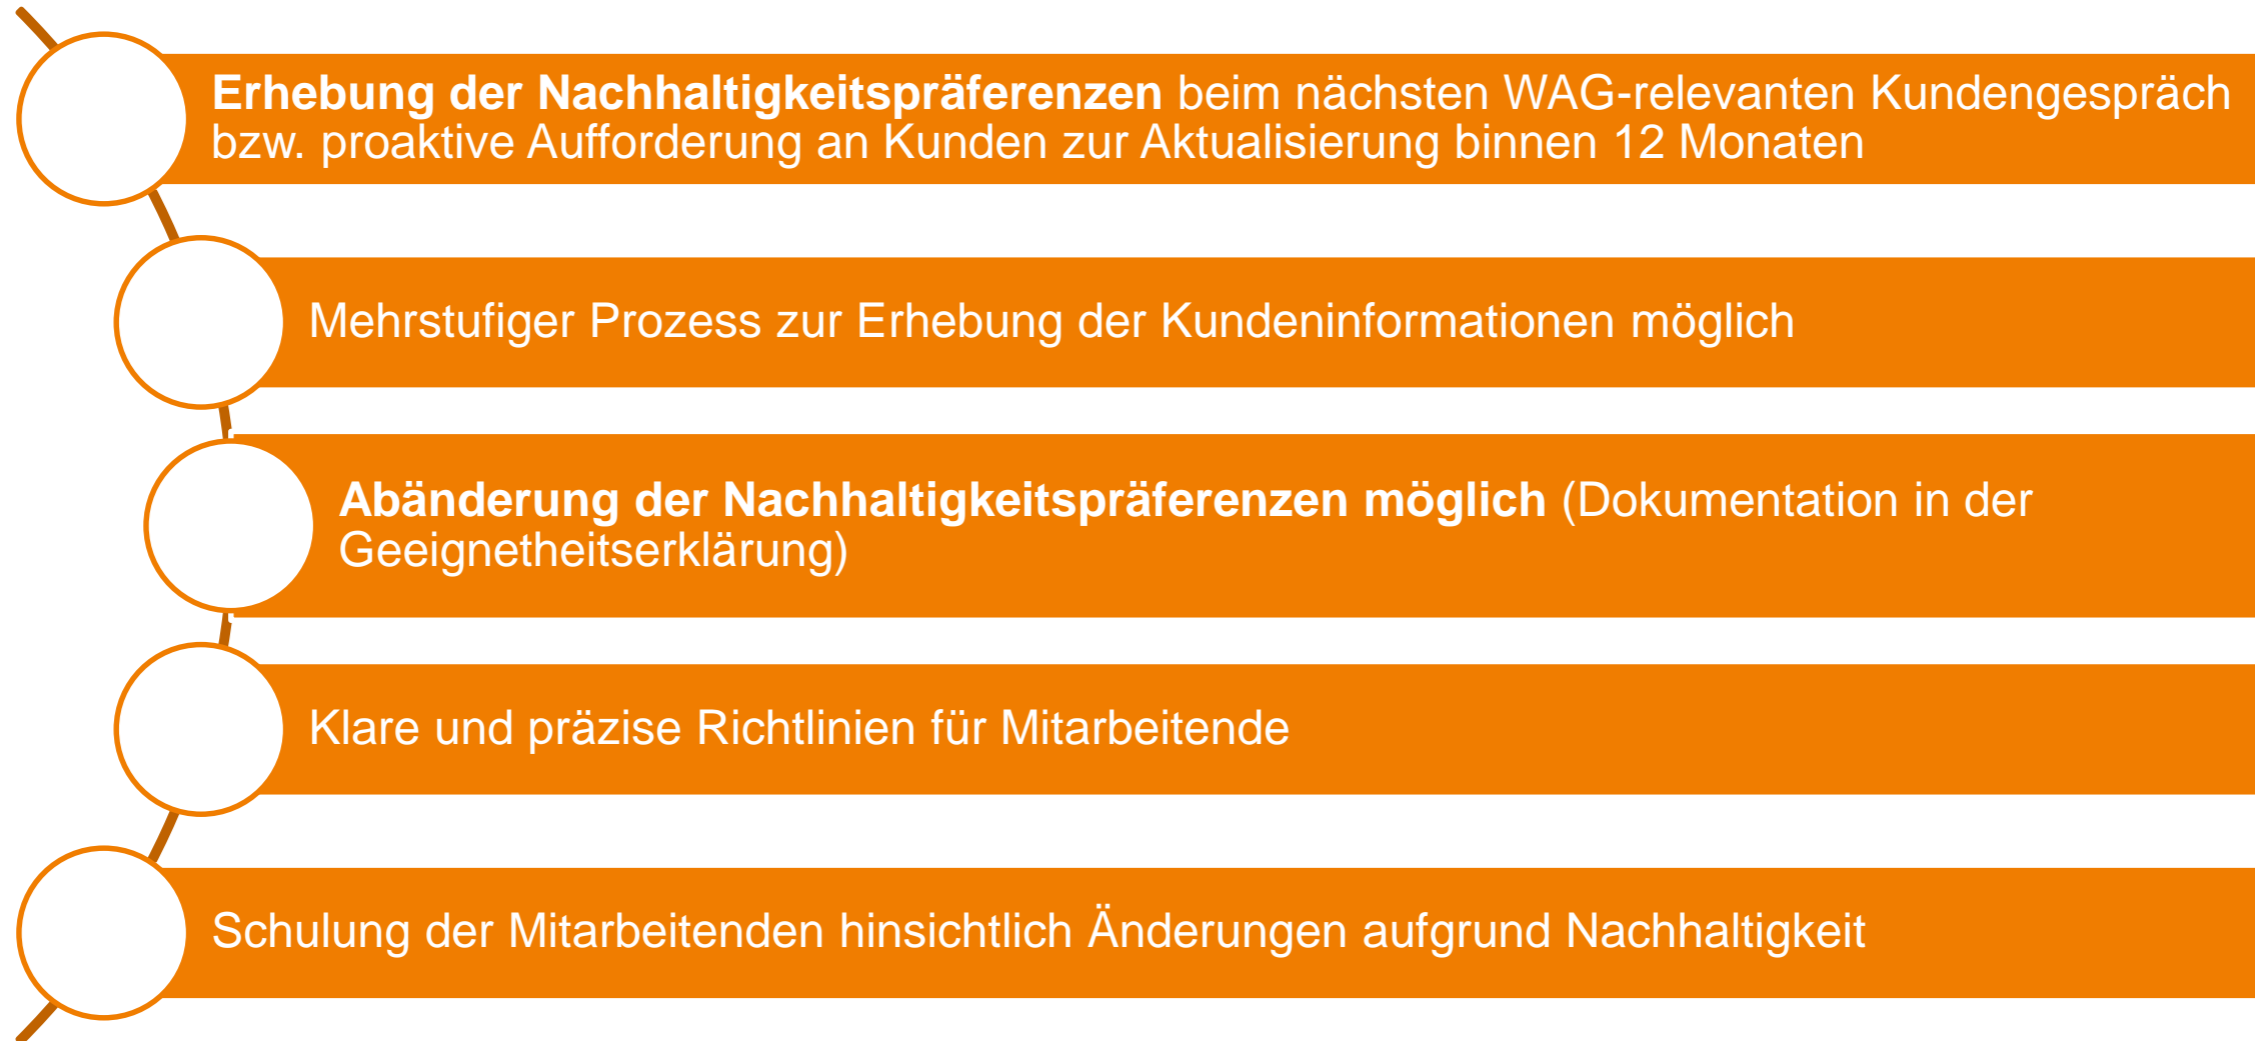 Erhebung der Nachhaltigkeitspräferenzen beim nächsten WAG-relevanten Kundengespräch
bzw. proaktive Aufforderung an Kunden zur Aktualisierung binnen 12 Monaten
Mehrstufiger Prozess zur Erhebung der Kundeninformationen möglich
Abänderung der Nachhaltigkeitspräferenzen möglich (Dokumentation in der
Geeignetheitserklärung)
Klare und präzise Richtlinien für Mitarbeitende
Schulung der Mitarbeitenden hinsichtlich Änderungen aufgrund Nachhaltigkeit